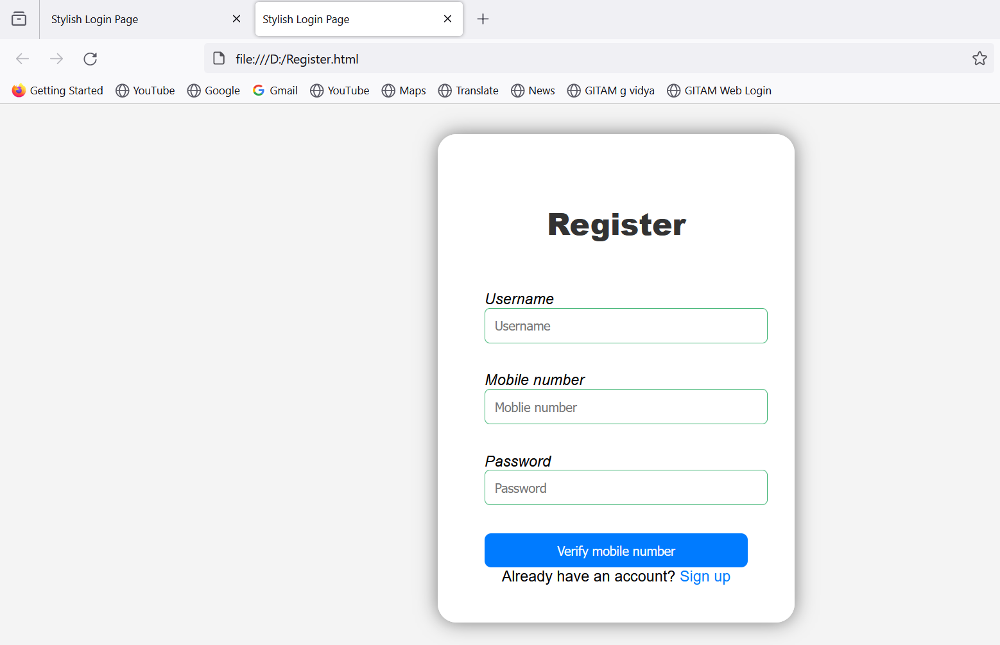 Stylish Login Page
Stylish Login Page
file:///D:/Register.html
Getting Started YouTube Google Gmail YouTube Maps Translate News GITAM g vidya GITAM Web Login
Register
Username
Username
Mobile number
Moblie number
Password
Password
Verify mobile number
Already have an account? Sign up